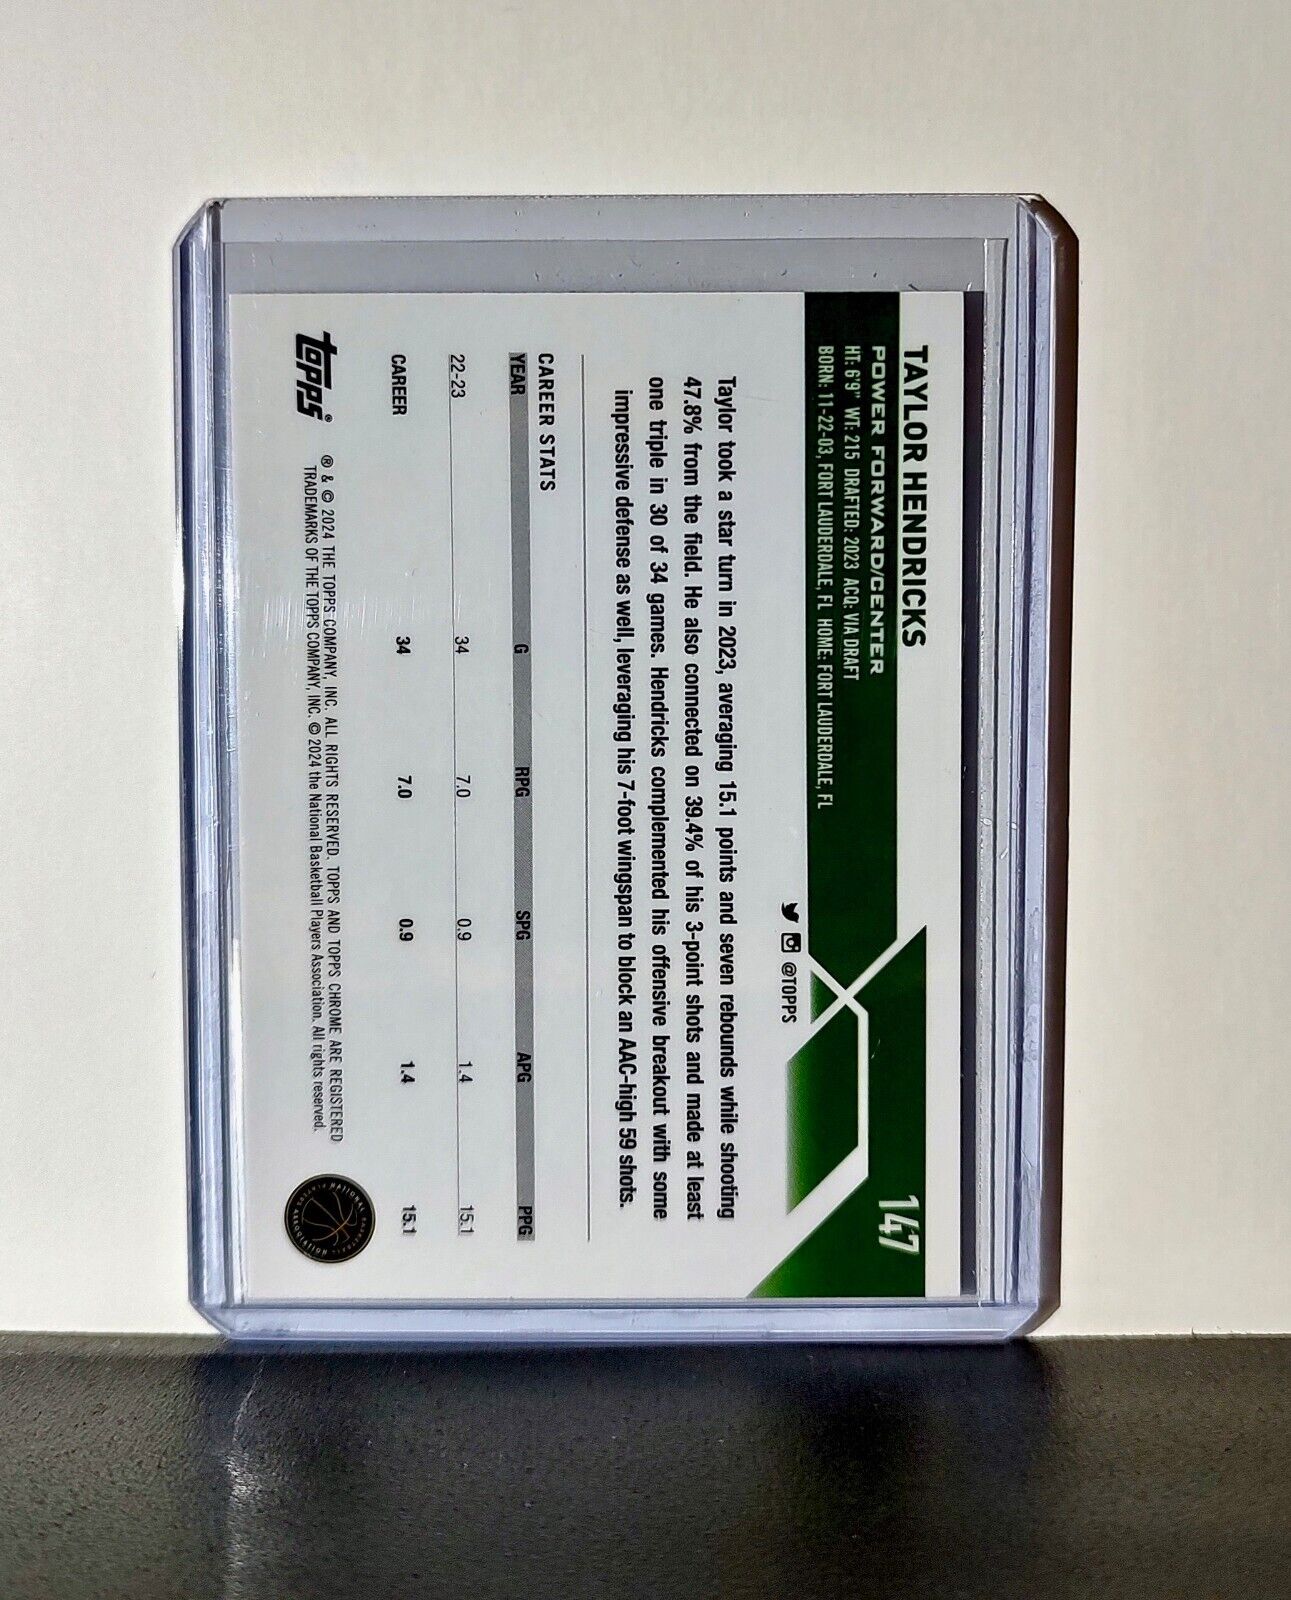 TAYLOR HENDRICKS
147
POWER FORWARD/CENTER
HT: 6'9" WT: 215 DRAFTED: 2023 ACQ: VIA DRAFT
BORN: 11-22-03, FORT LAUDERDALE, FL HOME: FORT LAUDERDALE, FL
@TOPPS
Taylor took a star turn in 2023, averaging 15.1 points and seven rebounds while shooting
47.8% from the field. He also connected on 39.4% of his 3-point shots and made at least
one triple in 30 of 34 games. Hendricks complemented his offensive breakout with some
impressive defense as well, leveraging his 7-foot wingspan to block an AAC-high 59 shots.
CAREER STATS
YEAR G RPG SPG APG PPG
22-23 34 7.0 0.9 1.4 15.1
CAREER 34 7.0 0.9 1.4 15.1
topps®
® & © 2024 THE TOPPS COMPANY, INC. ALL RIGHTS RESERVED. TOPPS AND TOPPS CHROME ARE REGISTERED
TRADEMARKS OF THE TOPPS COMPANY, INC. © 2024 the National Basketball Players Association. All rights reserved.
NATIONAL BASKETBALL
PLAYERS ASSOCIATION